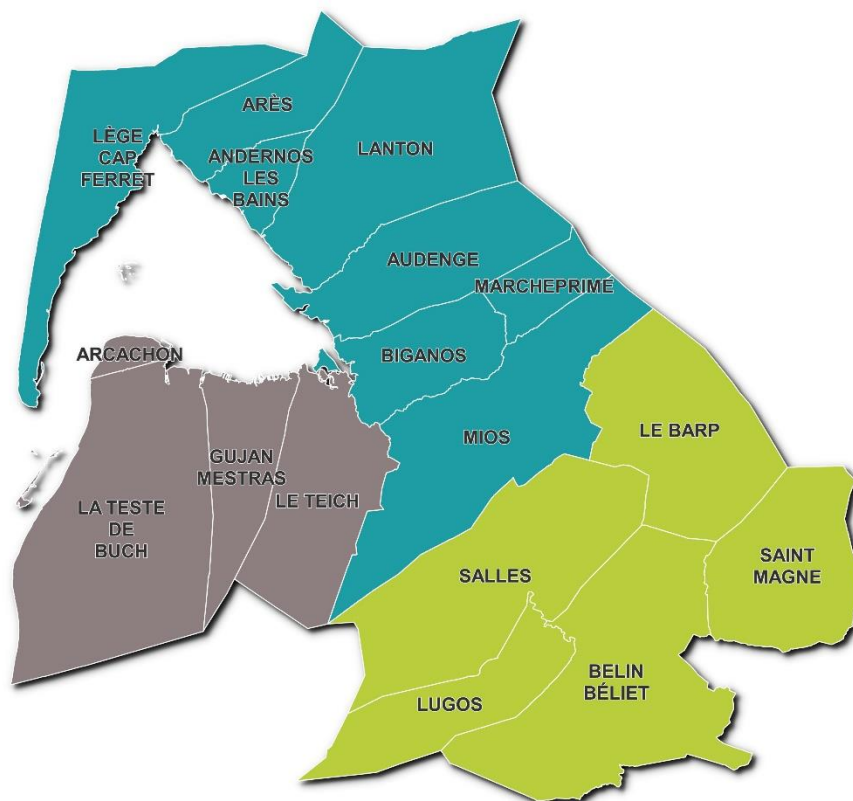 ARÈS
LÈGE
CAP
FERRET
ANDERNOS
LES
BAINS
LANTON
AUDENGE
MARCHEPRIME
ARCACHON
BIGANOS
MIOS
LE BARP
GUJAN
MESTRAS
LE TEICH
LA TESTE
DE
BUCH
SALLES
SAINT
MAGNE
BELIN
BÉLIET
LUGOS